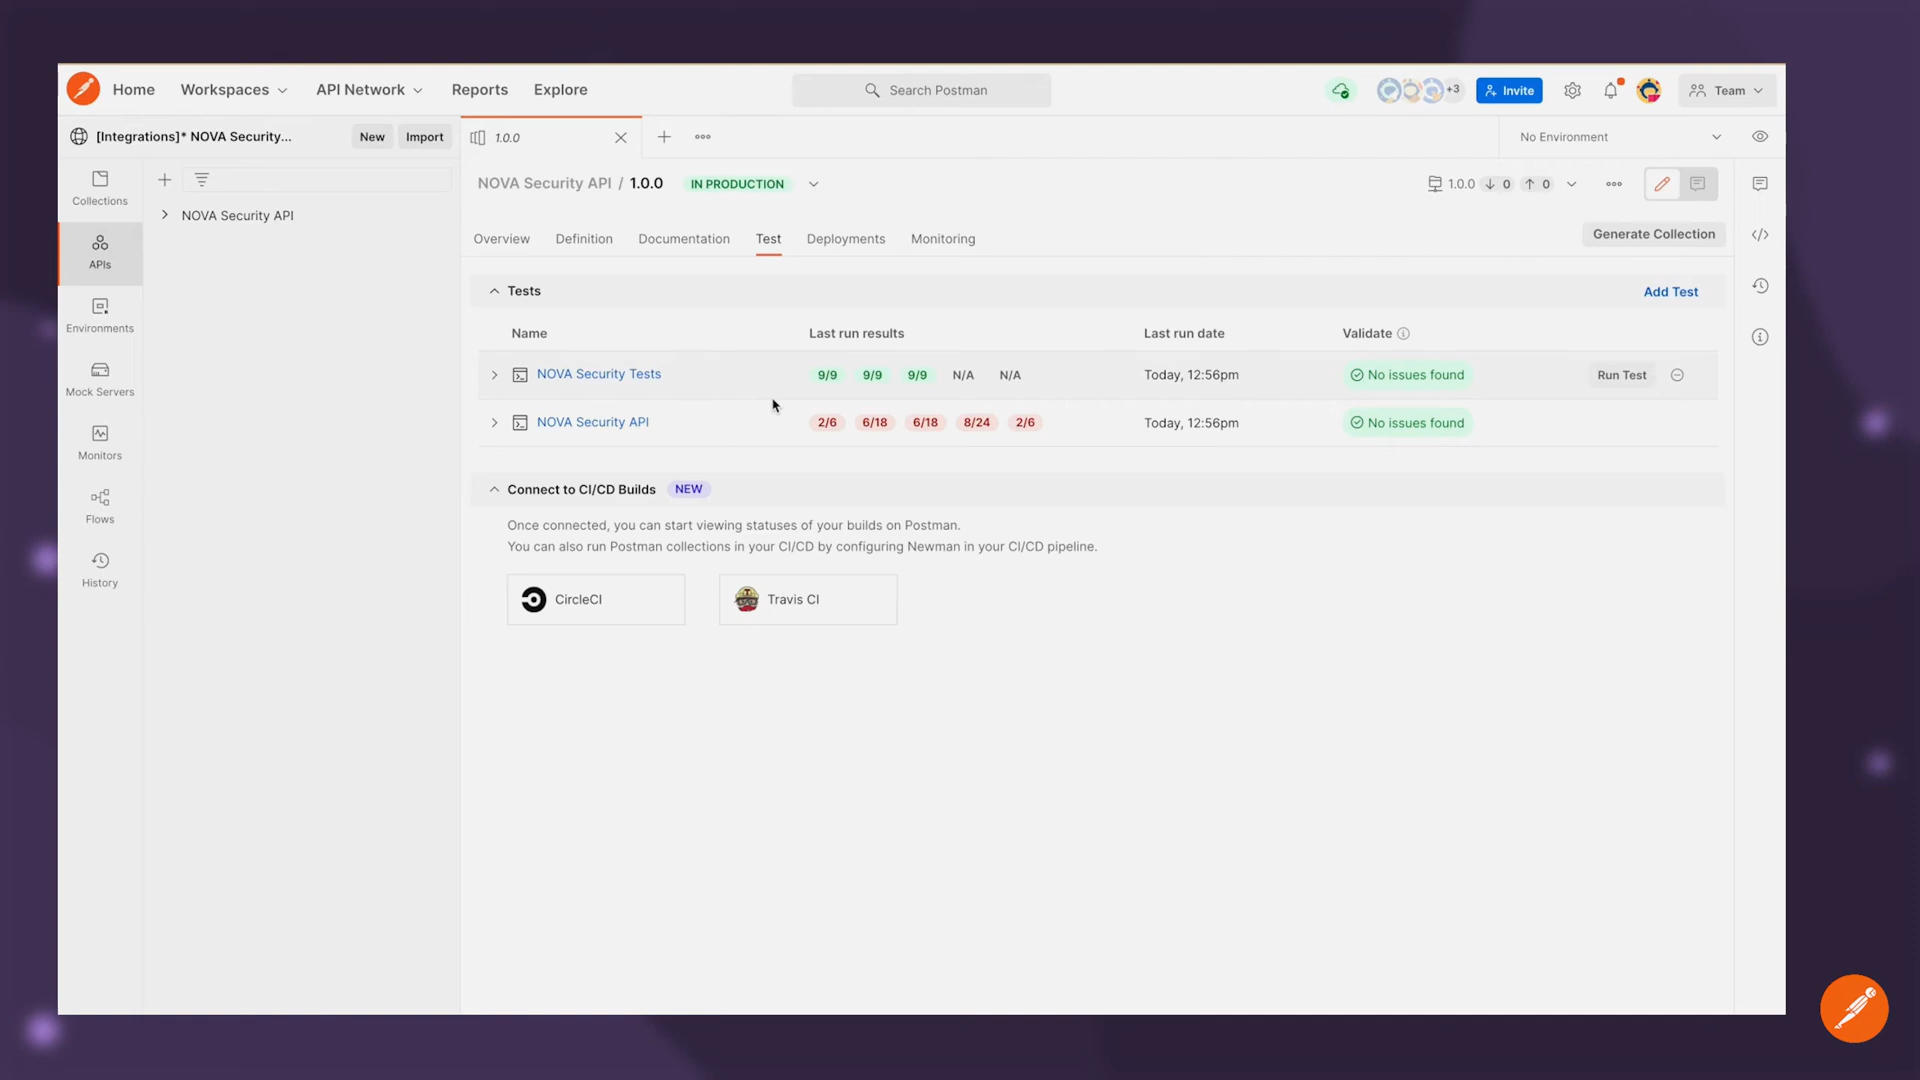 Home Workspaces API Network Reports Explore Search Postman +3 Invite Team
[Integrations]* NOVA Security... New Import 1.0.0 No Environment
NOVA Security API / 1.0.0 IN PRODUCTION 1.0.0 0 0
Collections
NOVA Security API
APIs
Environments
Mock Servers
Monitors
Flows
History
Overview Definition Documentation Test Deployments Monitoring Generate Collection
Tests Add Test
Name Last run results Last run date Validate
NOVA Security Tests 9/9 9/9 9/9 N/A N/A Today, 12:56pm No issues found Run Test
NOVA Security API 2/6 6/18 6/18 8/24 2/6 Today, 12:56pm No issues found
Connect to CI/CD Builds NEW
Once connected, you can start viewing statuses of your builds on Postman.
You can also run Postman collections in your CI/CD by configuring Newman in your CI/CD pipeline.
CircleCI Travis CI